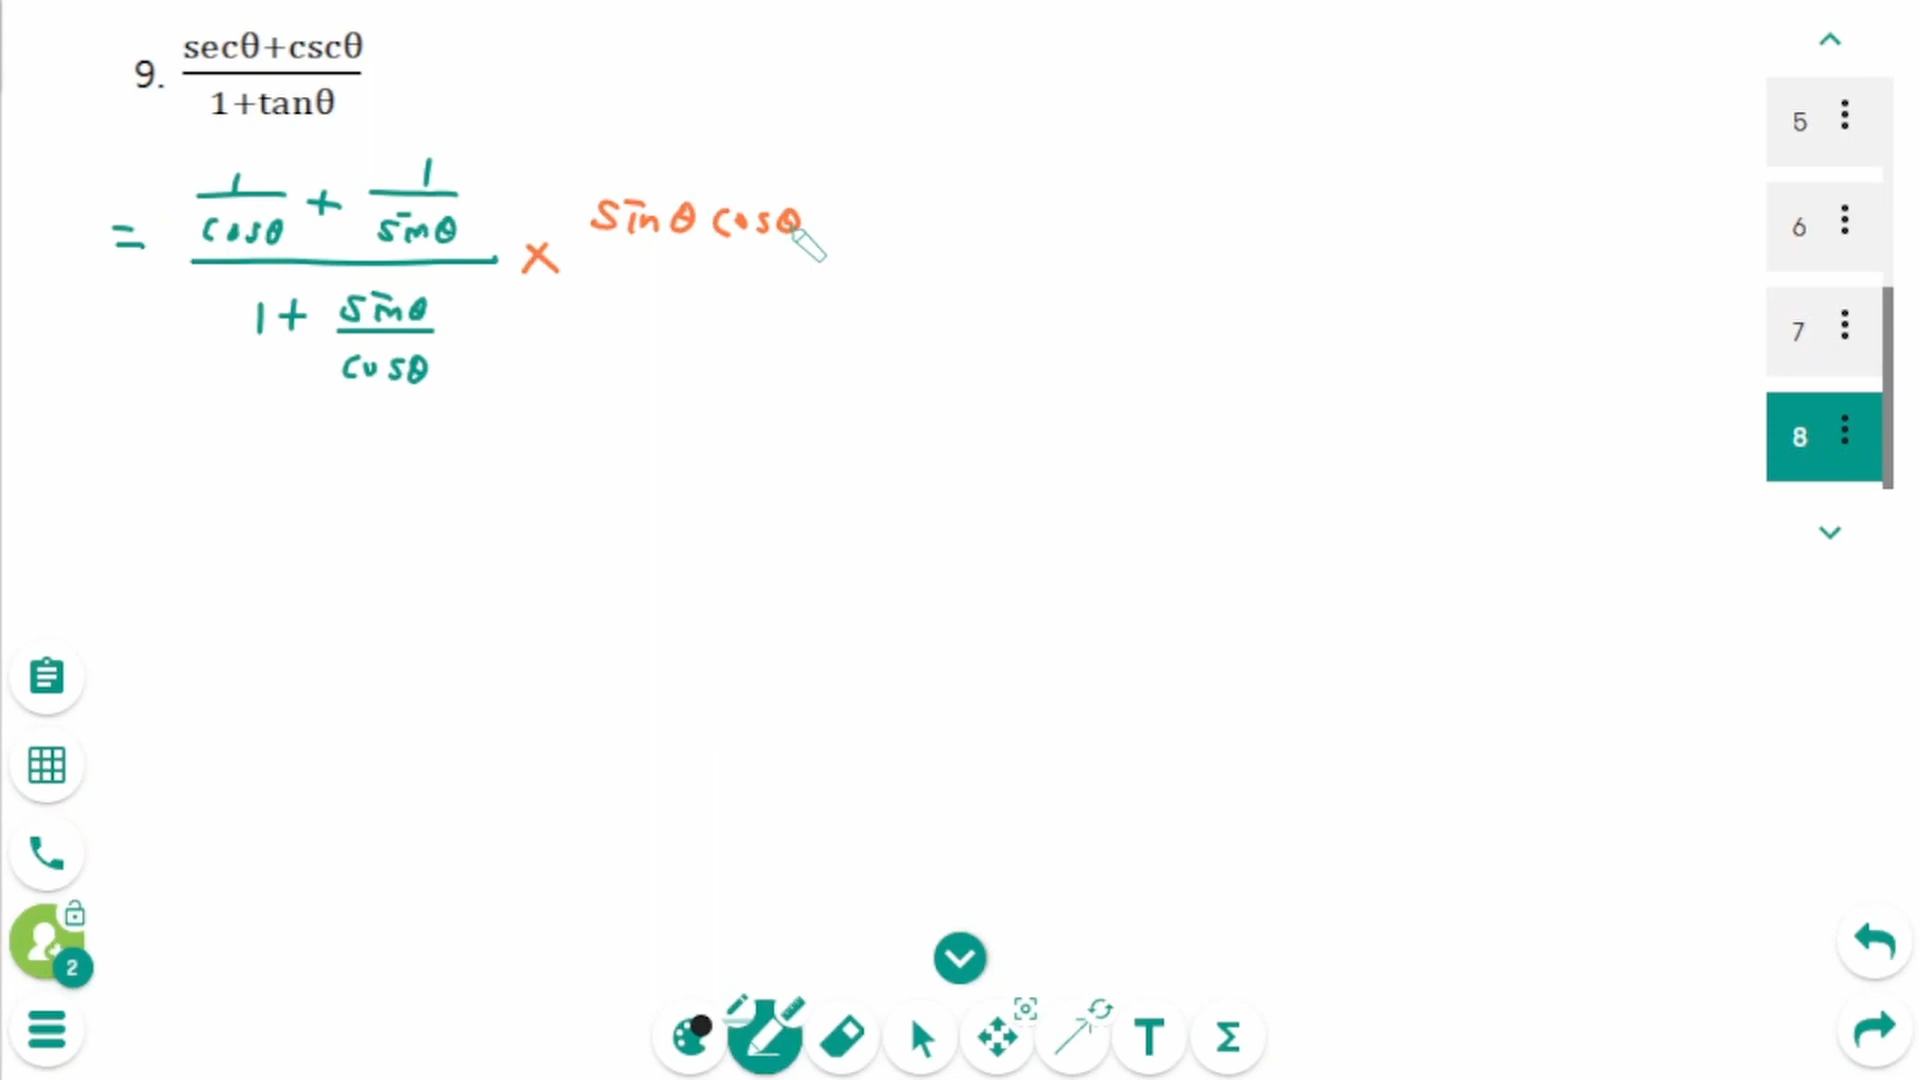 9. secθ+cscθ
1+tanθ
= 1 + 1 × sinθ cosθ
cosθ sinθ
1 + sinθ
cosθ
5
6
7
8
2
T
Σ